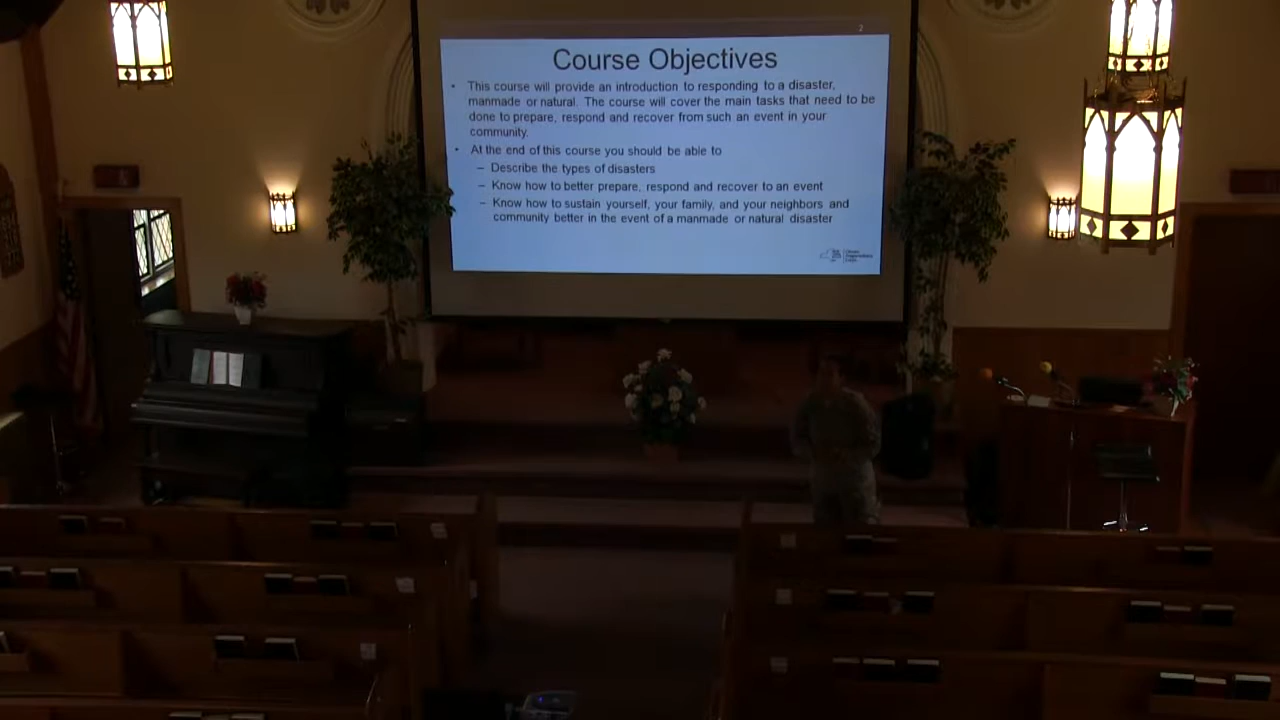 2
Course Objectives
• This course will provide an introduction to responding to a disaster,
manmade or natural. The course will cover the main tasks that need to be
done to prepare, respond and recover from such an event in your
community.
• At the end of this course you should be able to
– Describe the types of disasters
– Know how to better prepare, respond and recover to an event
– Know how to sustain yourself, your family, and your neighbors and
community better in the event of a manmade or natural disaster